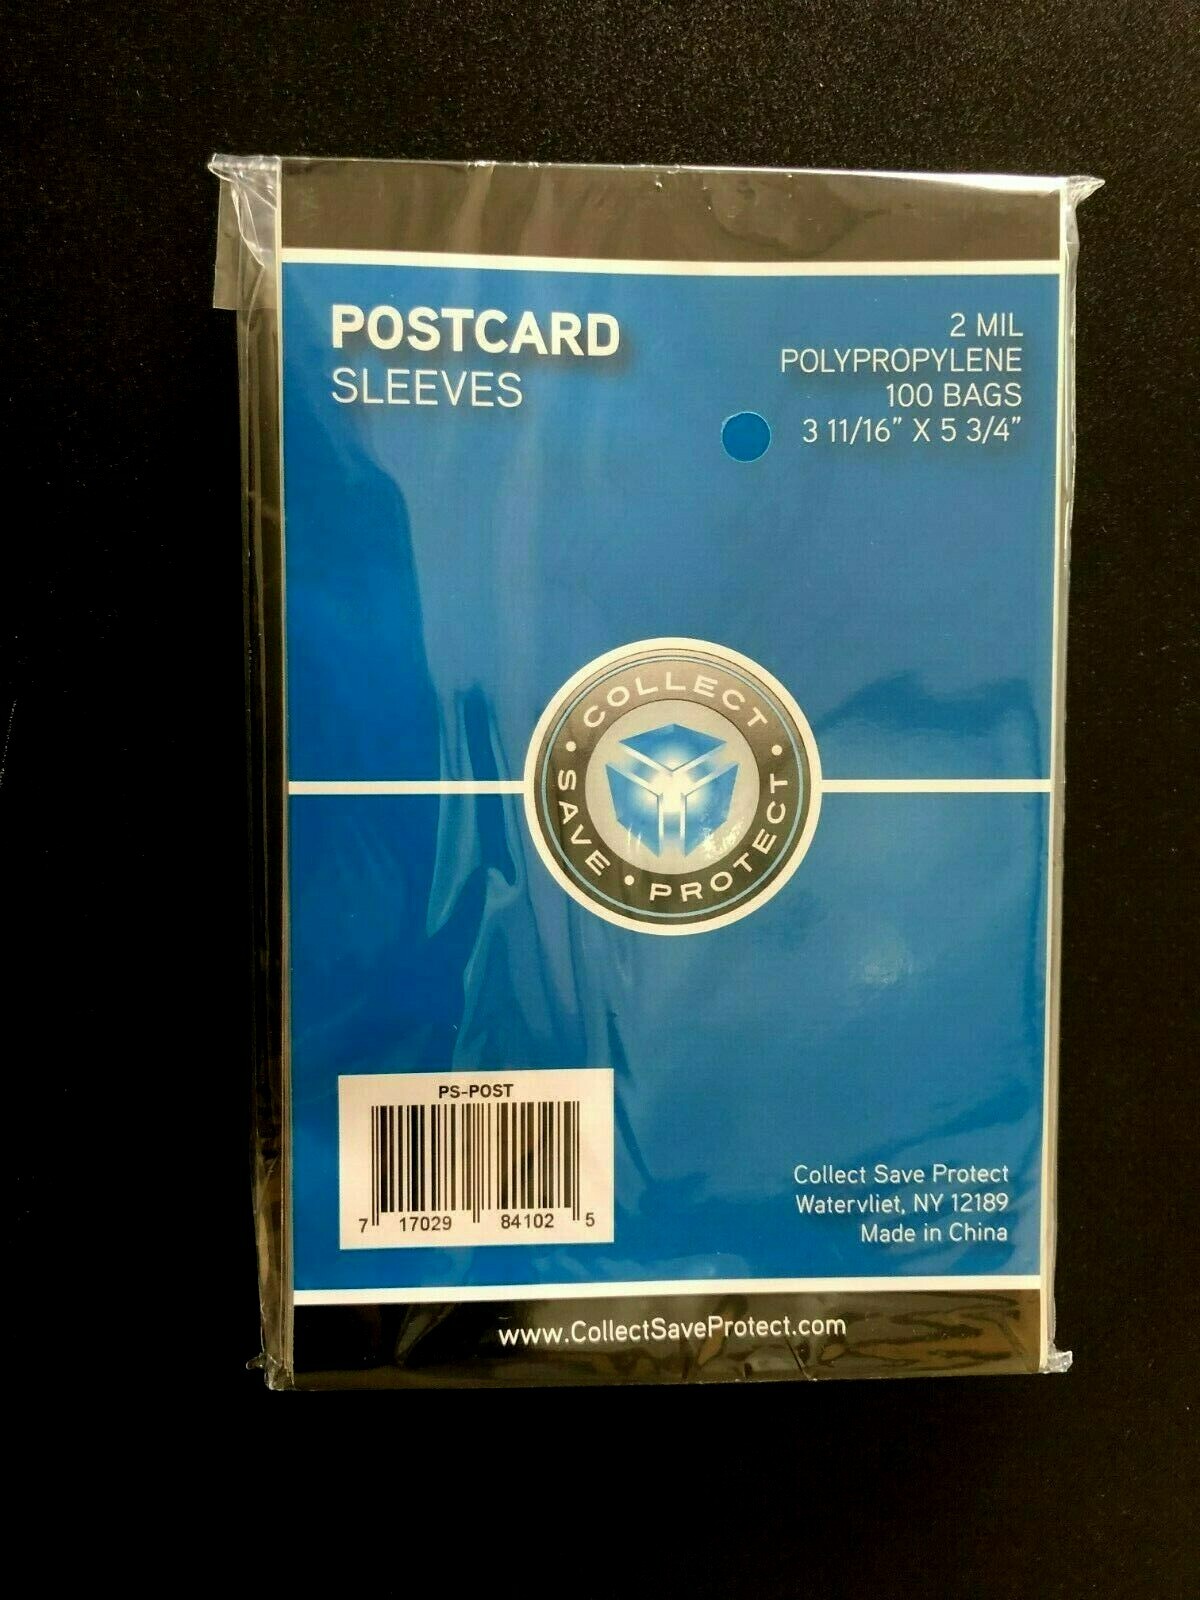 POSTCARD
SLEEVES
2 MIL
POLYPROPYLENE
100 BAGS
3 11/16" X 5 3/4"
COLLECT • SAVE • PROTECT •
PS-POST
7 17029 84102 5
Collect Save Protect
Watervliet, NY 12189
Made in China
www.CollectSaveProtect.com